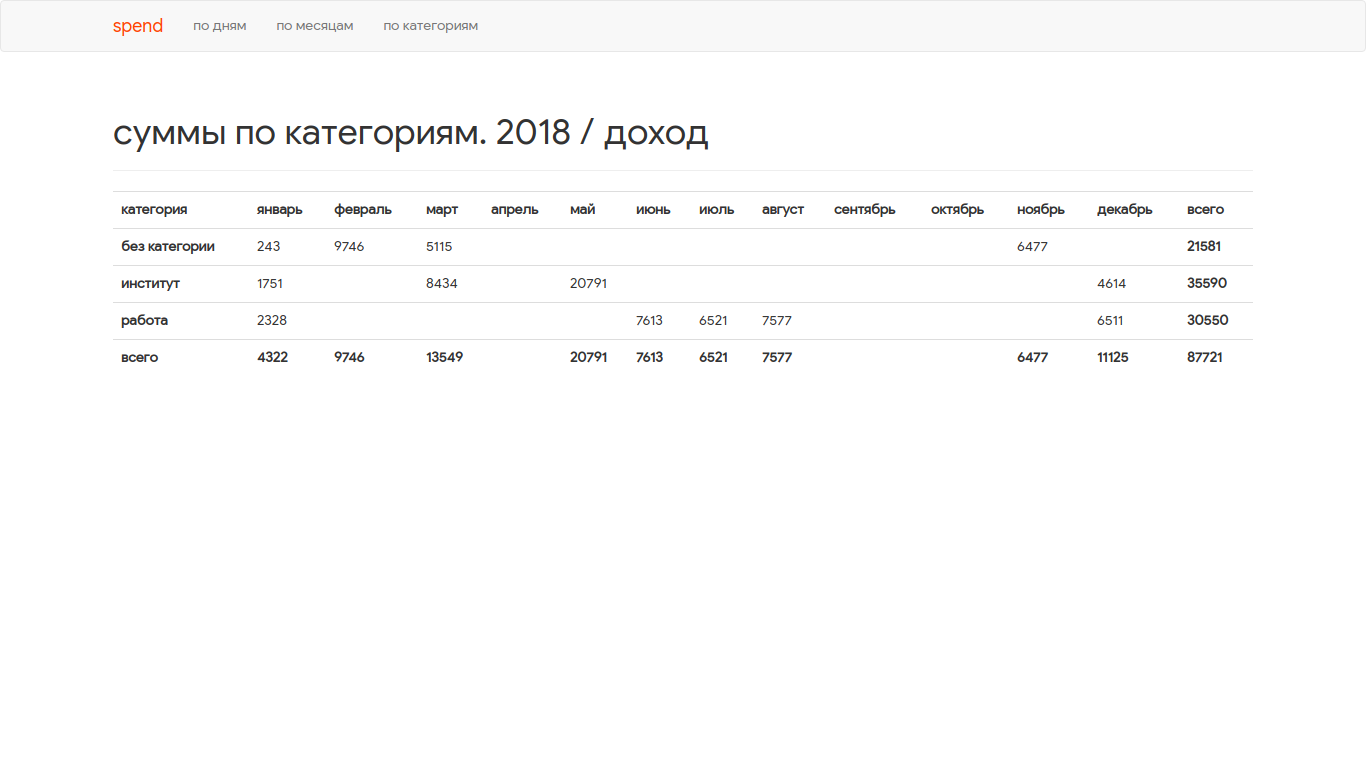 spend по дням по месяцам по категориям
суммы по категориям. 2018 / доход
категория январь февраль март апрель май июнь июль август сентябрь октябрь ноябрь декабрь всего
без категории 243 9746 5115 6477 21581
институт 1751 8434 20791 4614 35590
работа 2328 7613 6521 7577 6511 30550
всего 4322 9746 13549 20791 7613 6521 7577 6477 11125 87721